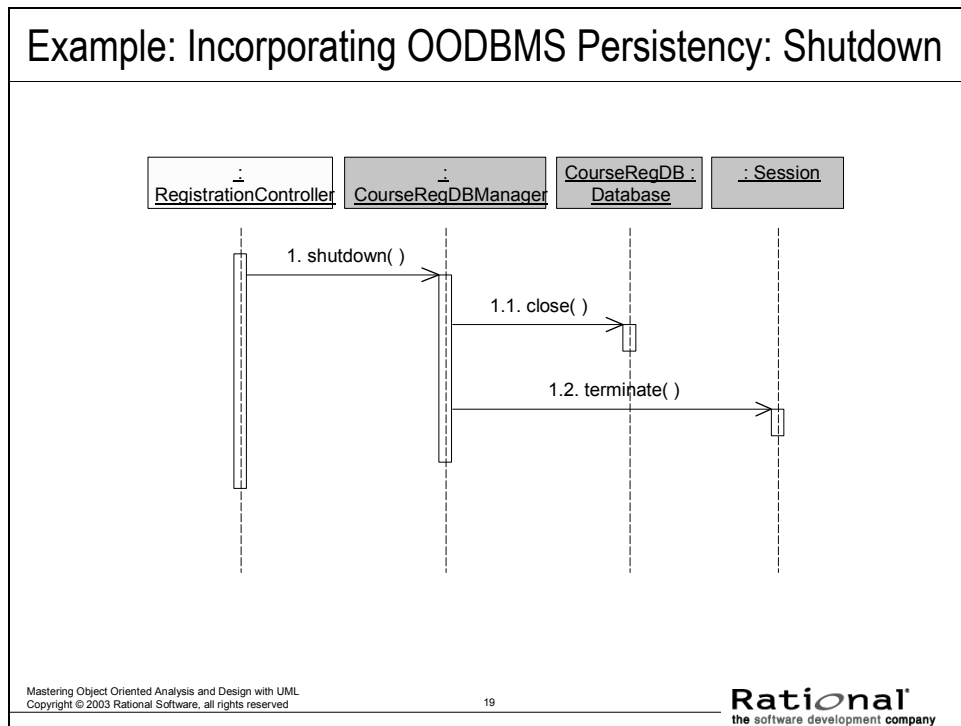 Example: Incorporating OODBMS Persistency: Shutdown
:
RegistrationController
:
CourseRegDBManager
CourseRegDB :
Database
: Session
1. shutdown( )
1.1. close( )
1.2. terminate( )
Mastering Object Oriented Analysis and Design with UML
Copyright © 2003 Rational Software, all rights reserved
19
Rational
the software development company